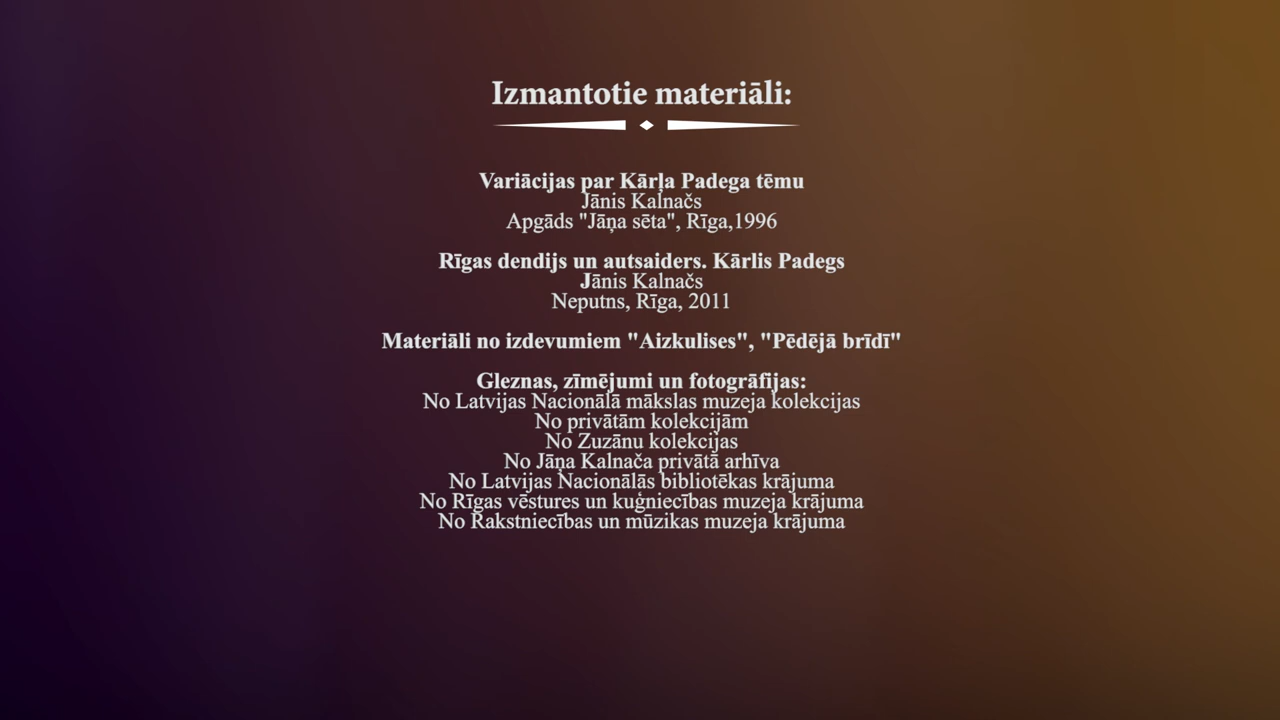 Izmantotie materiāli:
Variācijas par Kārļa Padega tēmu
Jānis Kalnačs
Apgāds "Jāņa sēta", Rīga,1996
Rīgas dendijs un autsaiders. Kārlis Padegs
Jānis Kalnačs
Neputns, Rīga, 2011
Materiāli no izdevumiem "Aizkulises", "Pēdējā brīdī"
Gleznas, zīmējumi un fotogrāfijas:
No Latvijas Nacionālā mākslas muzeja kolekcijas
No privātām kolekcijām
No Zuzānu kolekcijas
No Jāņa Kalnača privātā arhīva
No Latvijas Nacionālās bibliotēkas krājuma
No Rīgas vēstures un kuģniecības muzeja krājuma
No Rakstniecības un mūzikas muzeja krājuma